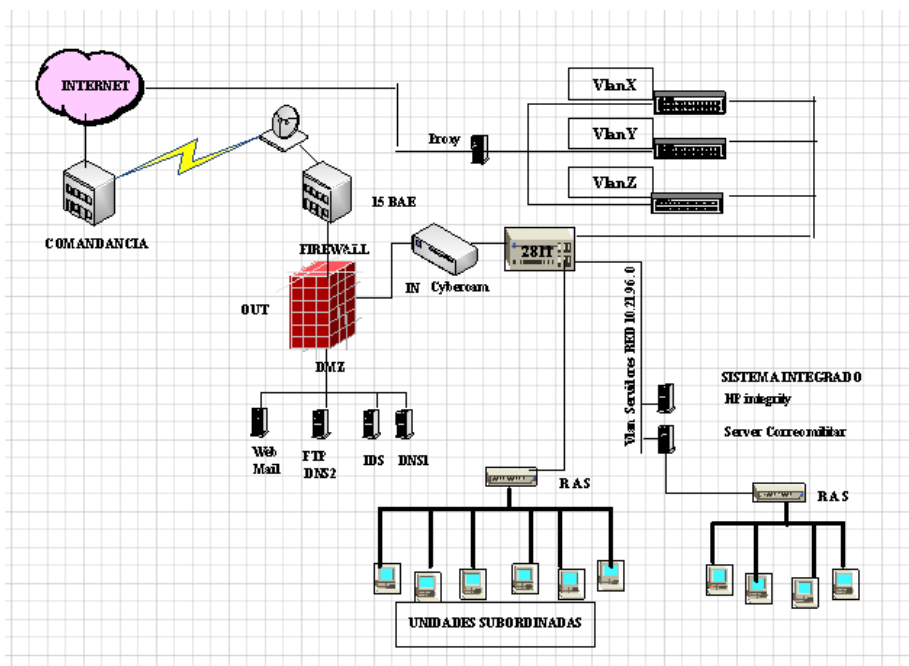 INTERNET
VlanX
Proxy
VlanY
VlanZ
15 BAE
COMANDANCIA
FIREWALL
2811
IN
Cyberoam
OUT
Vlan Servidores RED 10.21.96.0
DMZ
SISTEMA INTEGRADO
HP integrity
Server Correomilitar
Web
Mail
FTP
DNS2
IDS
DNS1
RAS
RAS
UNIDADES SUBORDINADAS